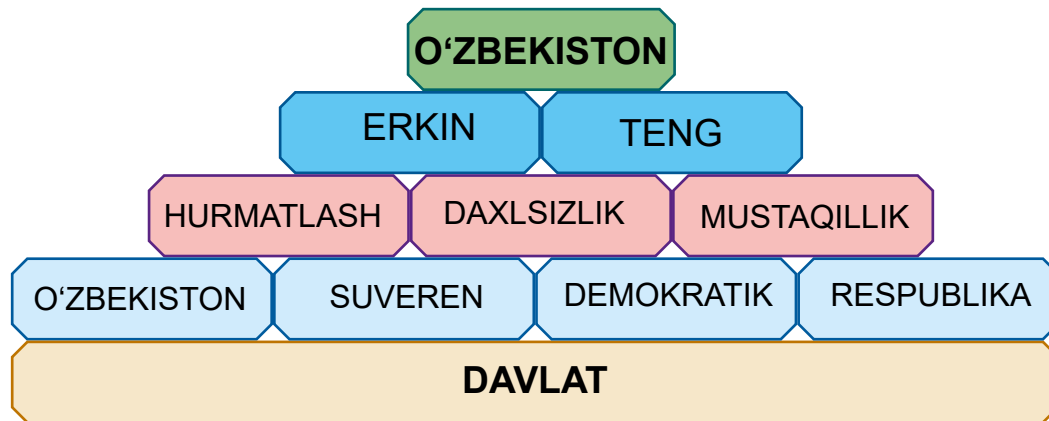 O‘ZBEKISTON
ERKIN TENG
HURMATLASH DAXLSIZLIK MUSTAQILLIK
O‘ZBEKISTON SUVEREN DEMOKRATIK RESPUBLIKA
DAVLAT